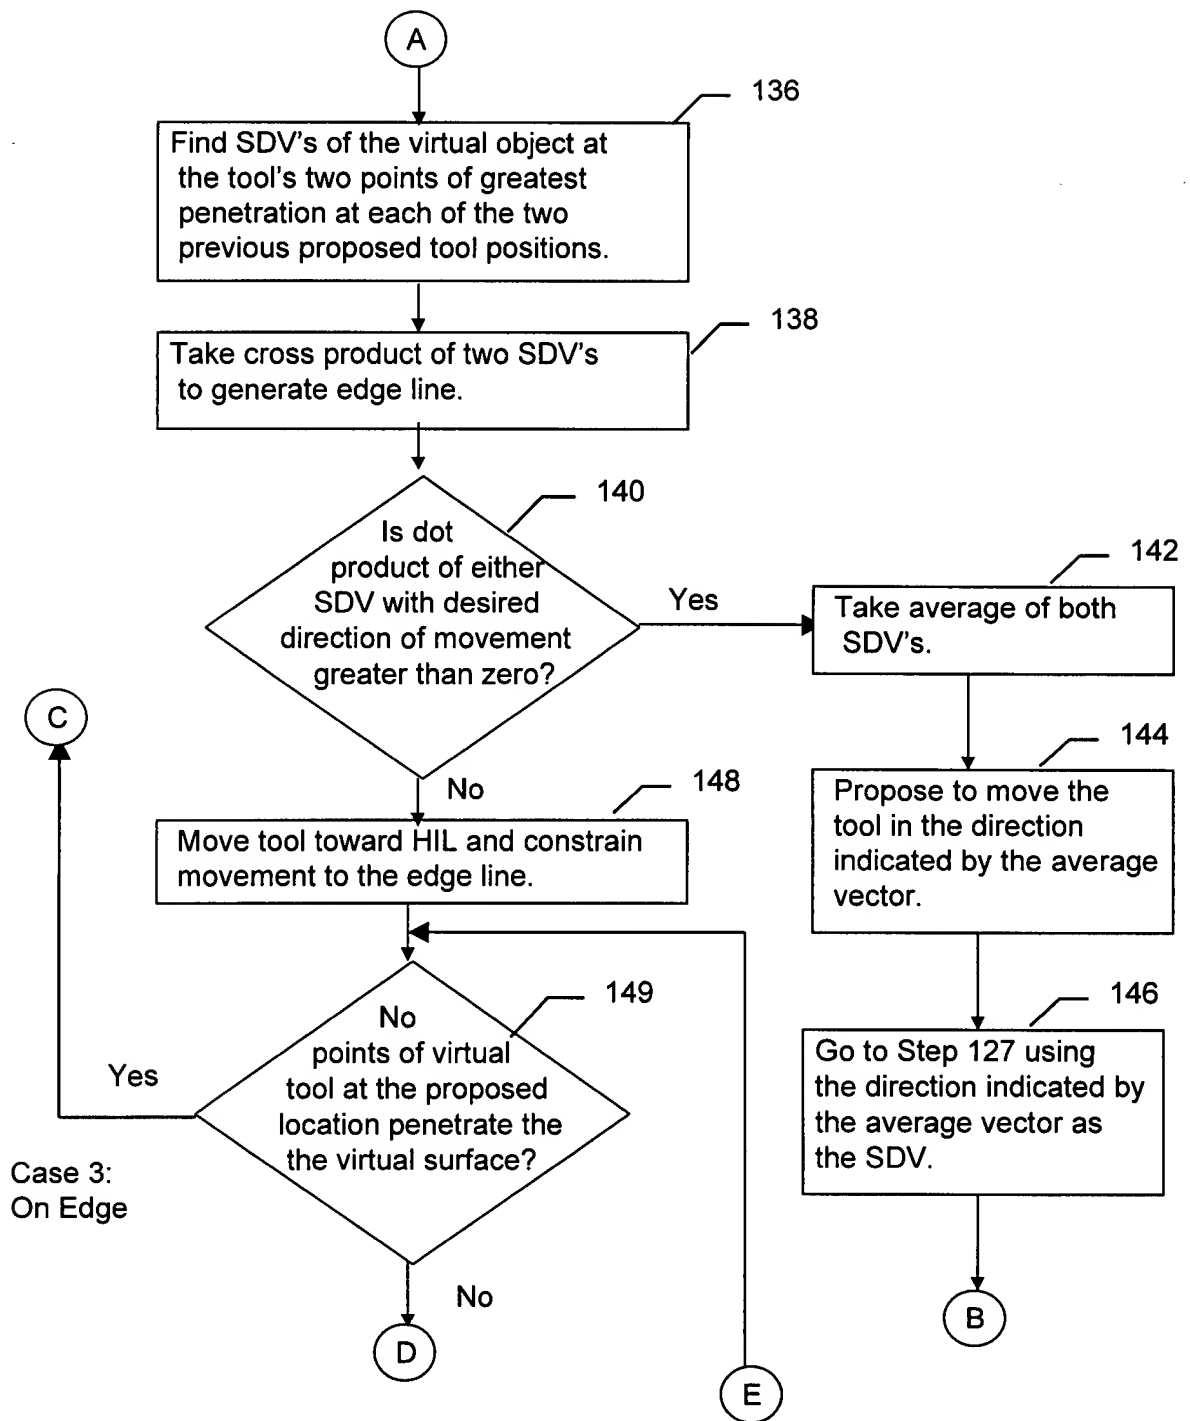 A
136
Find SDV's of the virtual object at
the tool's two points of greatest
penetration at each of the two
previous proposed tool positions.
138
Take cross product of two SDV's
to generate edge line.
140
Is dot
product of either
SDV with desired
direction of movement
greater than zero?
Yes
142
Take average of both
SDV's.
C
No
144
Propose to move the
tool in the direction
indicated by the average
vector.
148
Move tool toward HIL and constrain
movement to the edge line.
149
No
points of virtual
tool at the proposed
location penetrate the
the virtual surface?
Yes
146
Go to Step 127 using
the direction indicated by
the average vector as
the SDV.
Case 3:
On Edge
No
D
B
E